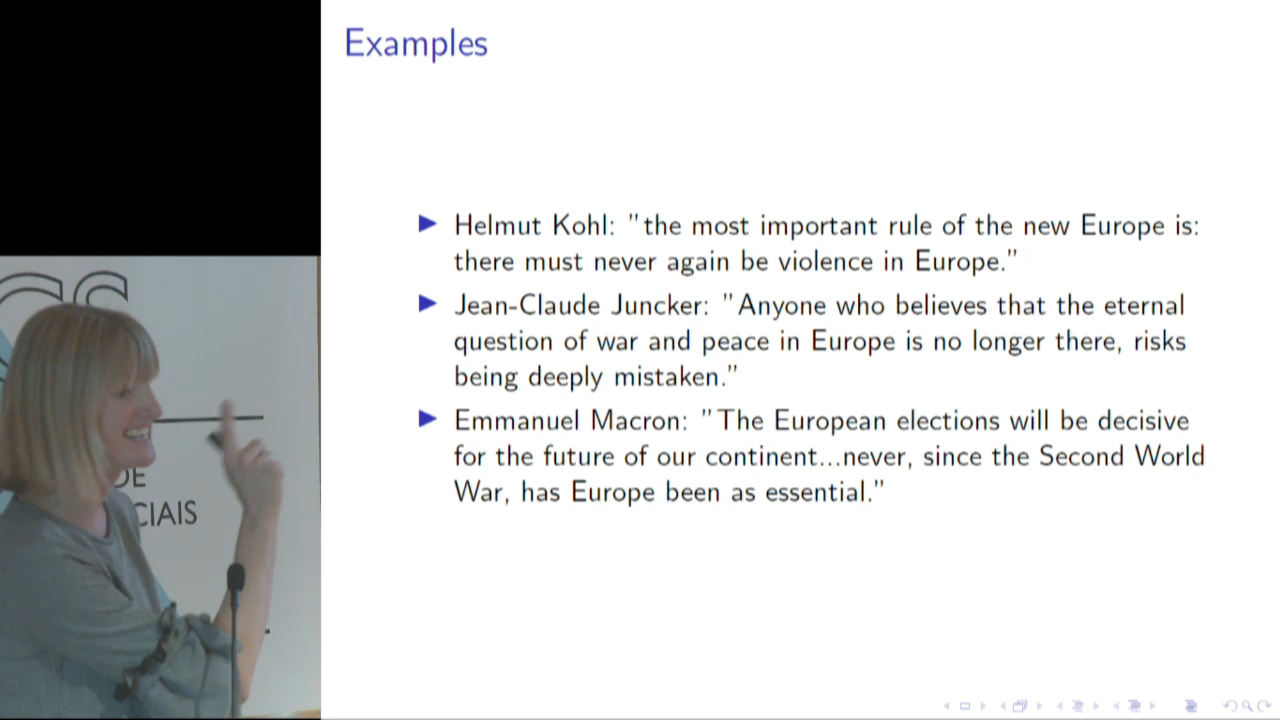 Examples
▶ Helmut Kohl: "the most important rule of the new Europe is:
there must never again be violence in Europe."
▶ Jean-Claude Juncker: "Anyone who believes that the eternal
question of war and peace in Europe is no longer there, risks
being deeply mistaken."
▶ Emmanuel Macron: "The European elections will be decisive
for the future of our continent...never, since the Second World
War, has Europe been as essential."
CS
DE
CIAIS